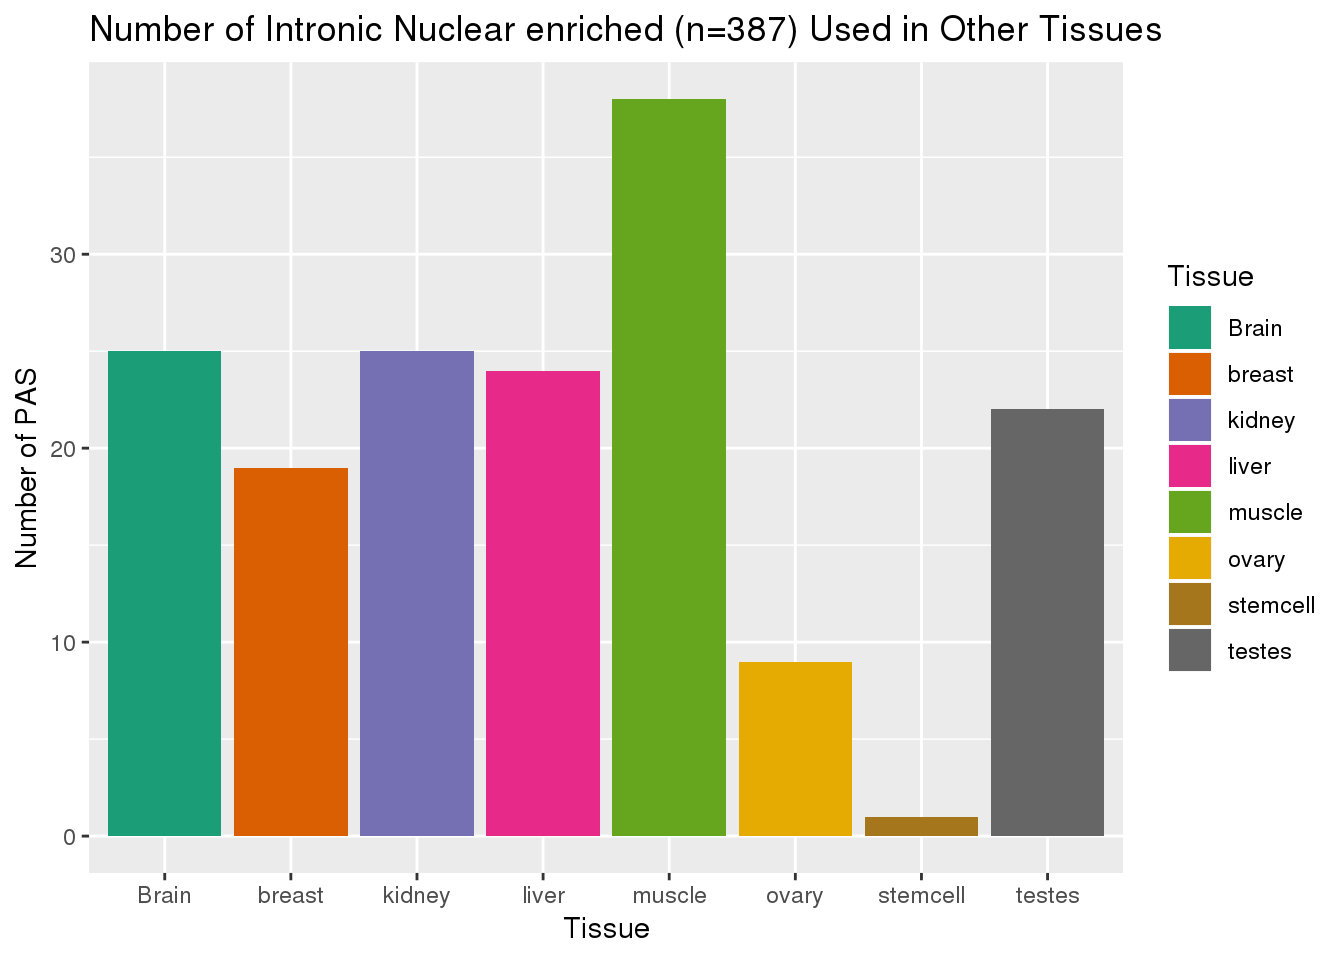 Number of Intronic Nuclear enriched (n=387) Used in Other Tissues
Number of PAS
30
20
10
0
Brain breast kidney liver muscle ovary stemcell testes
Tissue
Tissue
Brain
breast
kidney
liver
muscle
ovary
stemcell
testes